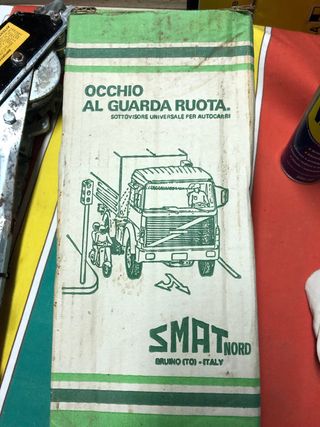 OCCHIO
AL GUARDA RUOTA.
SOTTOVISORE UNIVERSALE PER AUTOCARRI
SMAT NORD
BRUINO (TO) - ITALY